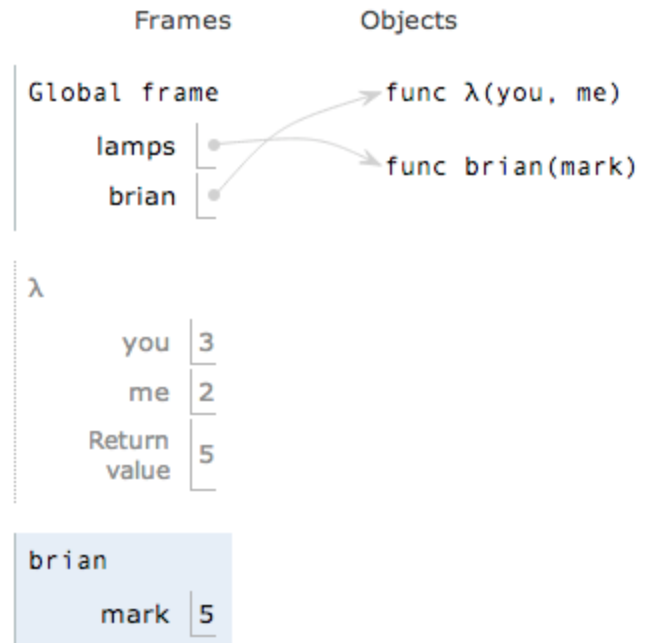 Frames Objects
Global frame func λ(you, me)
lamps
func brian(mark)
brian
λ
you 3
me 2
Return
value 5
brian
mark 5